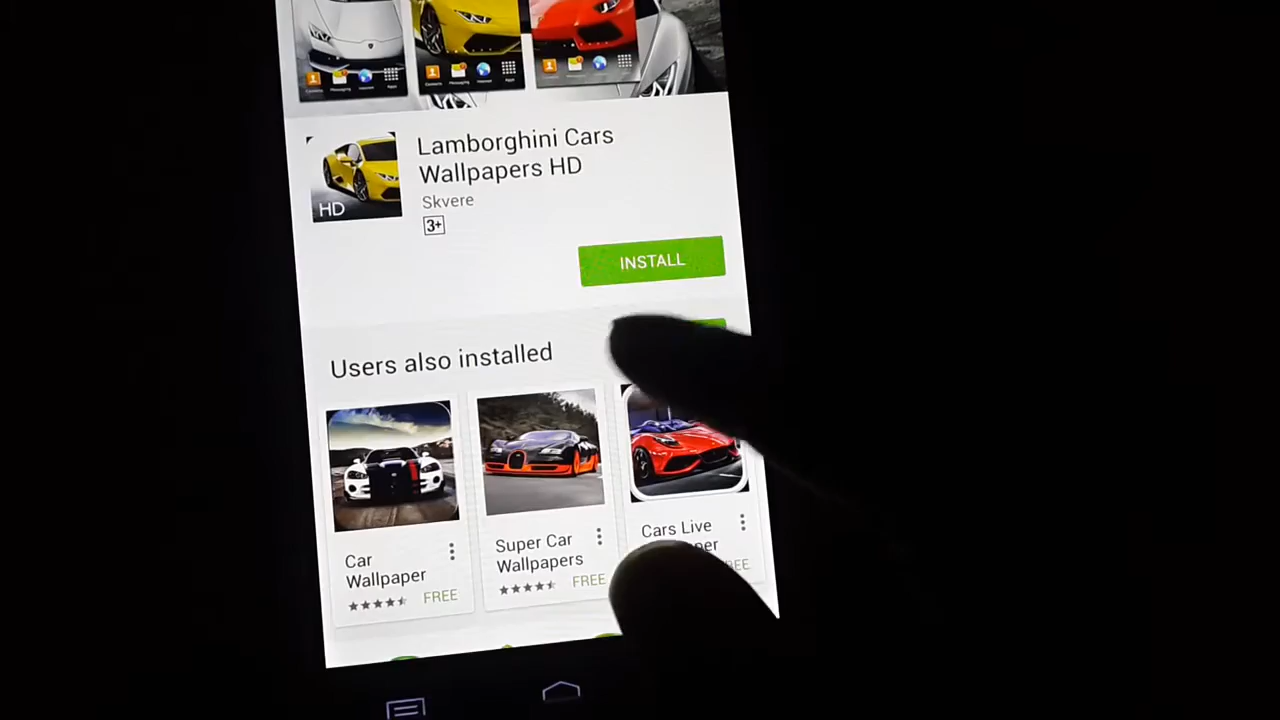 Lamborghini Cars
Wallpapers HD
HD
Skvere
3+
INSTALL
Users also installed
Car
Wallpaper
FREE
Super Car
Wallpapers
FREE
Cars Live